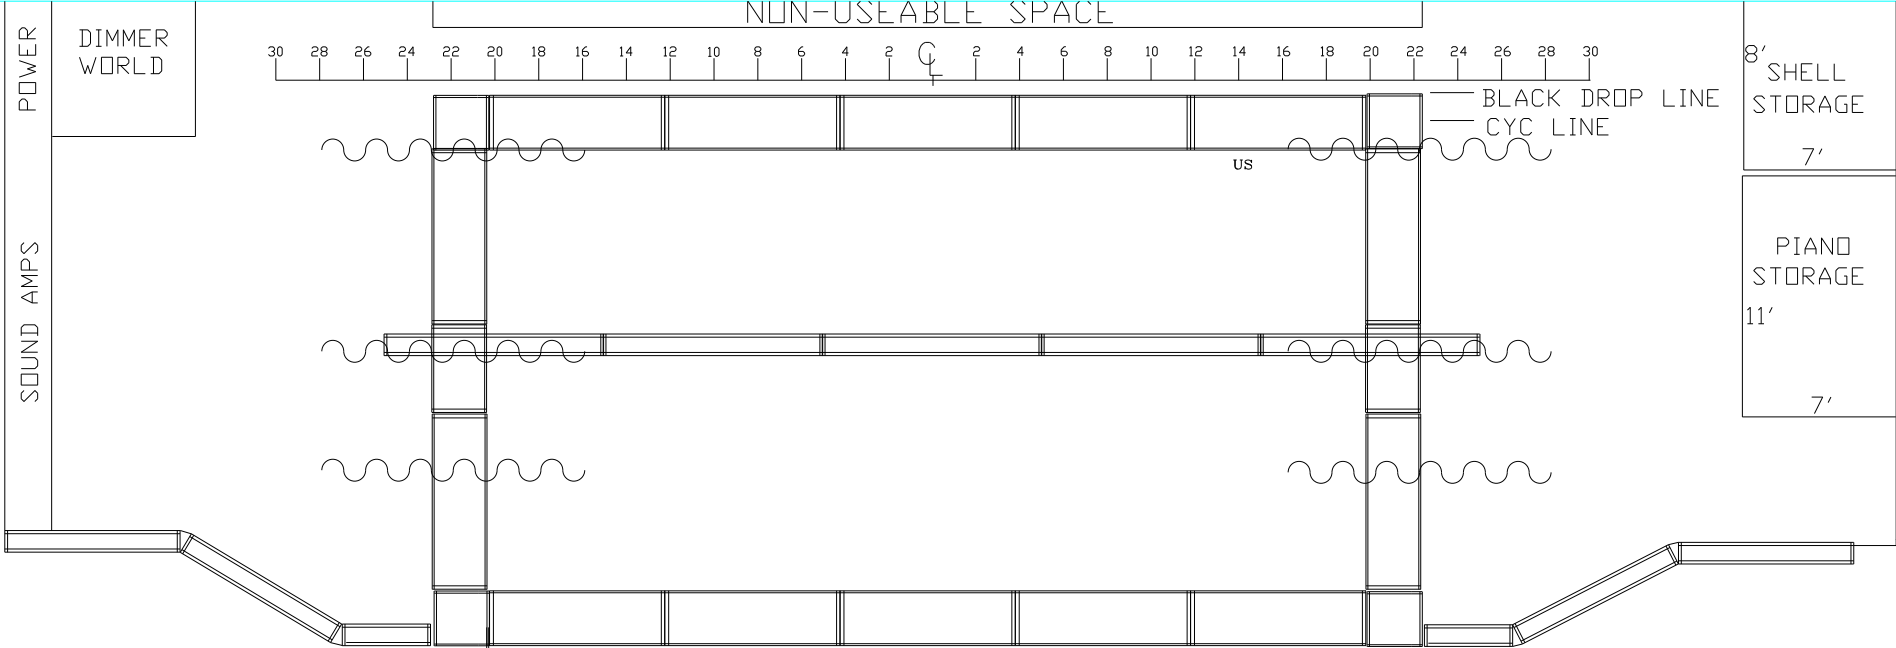 NON-USEABLE SPACE
POWER
DIMMER
WORLD
30 28 26 24 22 20 18 16 14 12 10 8 6 4 2 CL 2 4 6 8 10 12 14 16 18 20 22 24 26 28 30
8'
SHELL
STORAGE
7'
BLACK DROP LINE
CYC LINE
US
SOUND AMPS
PIANO
STORAGE
11'
7'